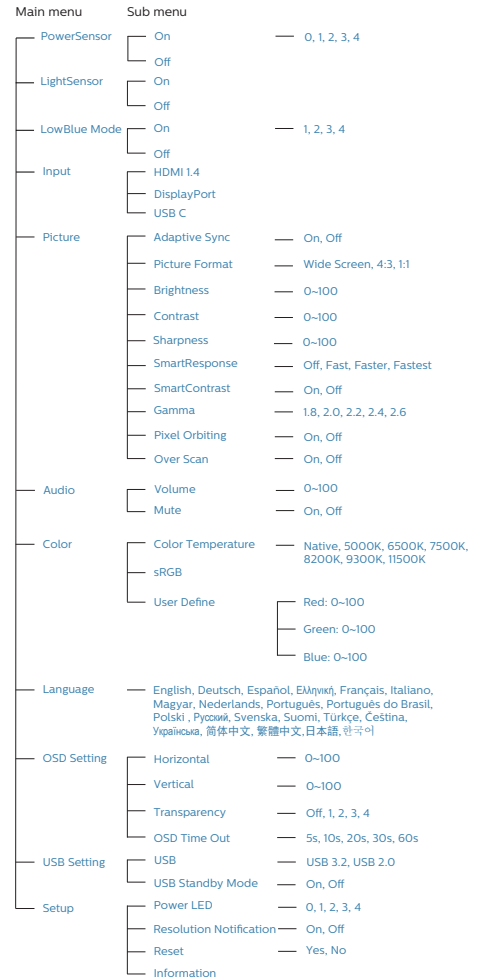 Main menu Sub menu
PowerSensor On 0, 1, 2, 3, 4
Off
LightSensor On
Off
LowBlue Mode On 1, 2, 3, 4
Off
Input HDMI 1.4
DisplayPort
USB C
Picture Adaptive Sync On, Off
Picture Format Wide Screen, 4:3, 1:1
Brightness 0~100
Contrast 0~100
Sharpness 0~100
SmartResponse Off, Fast, Faster, Fastest
SmartContrast On, Off
Gamma 1.8, 2.0, 2.2, 2.4, 2.6
Pixel Orbiting On, Off
Over Scan On, Off
Audio Volume 0~100
Mute On, Off
Color Color Temperature Native, 5000K, 6500K, 7500K,
8200K, 9300K, 11500K
sRGB
User Define Red: 0~100
Green: 0~100
Blue: 0~100
Language English, Deutsch, Español, Ελληνική, Français, Italiano,
Magyar, Nederlands, Português, Português do Brasil,
Polski , Русский, Svenska, Suomi, Türkçe, Čeština,
Українська, 简体中文, 繁體中文,日本語,한국어
OSD Setting Horizontal 0~100
Vertical 0~100
Transparency Off, 1, 2, 3, 4
OSD Time Out 5s, 10s, 20s, 30s, 60s
USB Setting USB USB 3.2, USB 2.0
USB Standby Mode On, Off
Setup Power LED 0, 1, 2, 3, 4
Resolution Notification On, Off
Reset Yes, No
Information